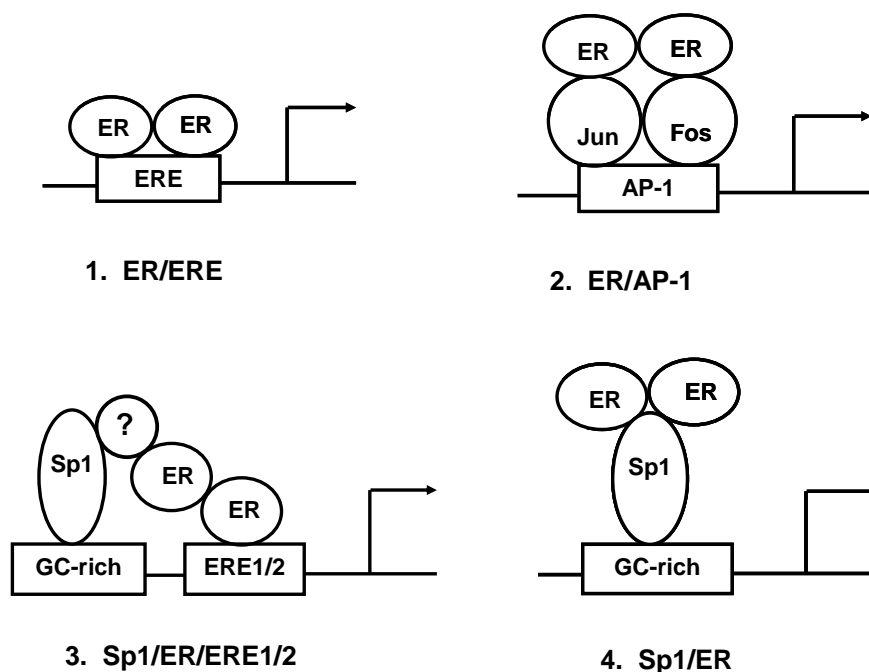 ER ER
ERE
1. ER/ERE
ER ER
Jun Fos
AP-1
2. ER/AP-1
?
Sp1
ER
ER
GC-rich ERE1/2
3. Sp1/ER/ERE1/2
ER ER
Sp1
GC-rich
4. Sp1/ER